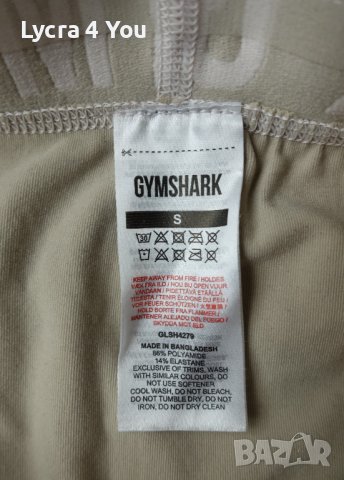 Lycra 4 You
GYMSHARK
S
30
KEEP AWAY FROM FIRE / HOLDES
VÆK FRA ILD / HOU BIJ OPEN VUUR
VANDAAN / PIDETTÄVÄ ETÄÄLLÄ
TULESTA / TENIR ÉLOIGNÉ DU FEU /
VOR FEUER SCHÜTZEN /
HOLD BORTE FRA FLAMMER /
MANTENER ALEJADO DEL FUEGO /
SKYDDA MOT ELD
GLSH4279
MADE IN BANGLADESH
86% POLYAMIDE
14% ELASTANE
EXCLUSIVE OF TRIMS, WASH
WITH SIMILAR COLOURS, DO
NOT USE SOFTENER
COOL WASH, DO NOT BLEACH,
DO NOT TUMBLE DRY, DO NOT
IRON, DO NOT DRY CLEAN
BAZAR